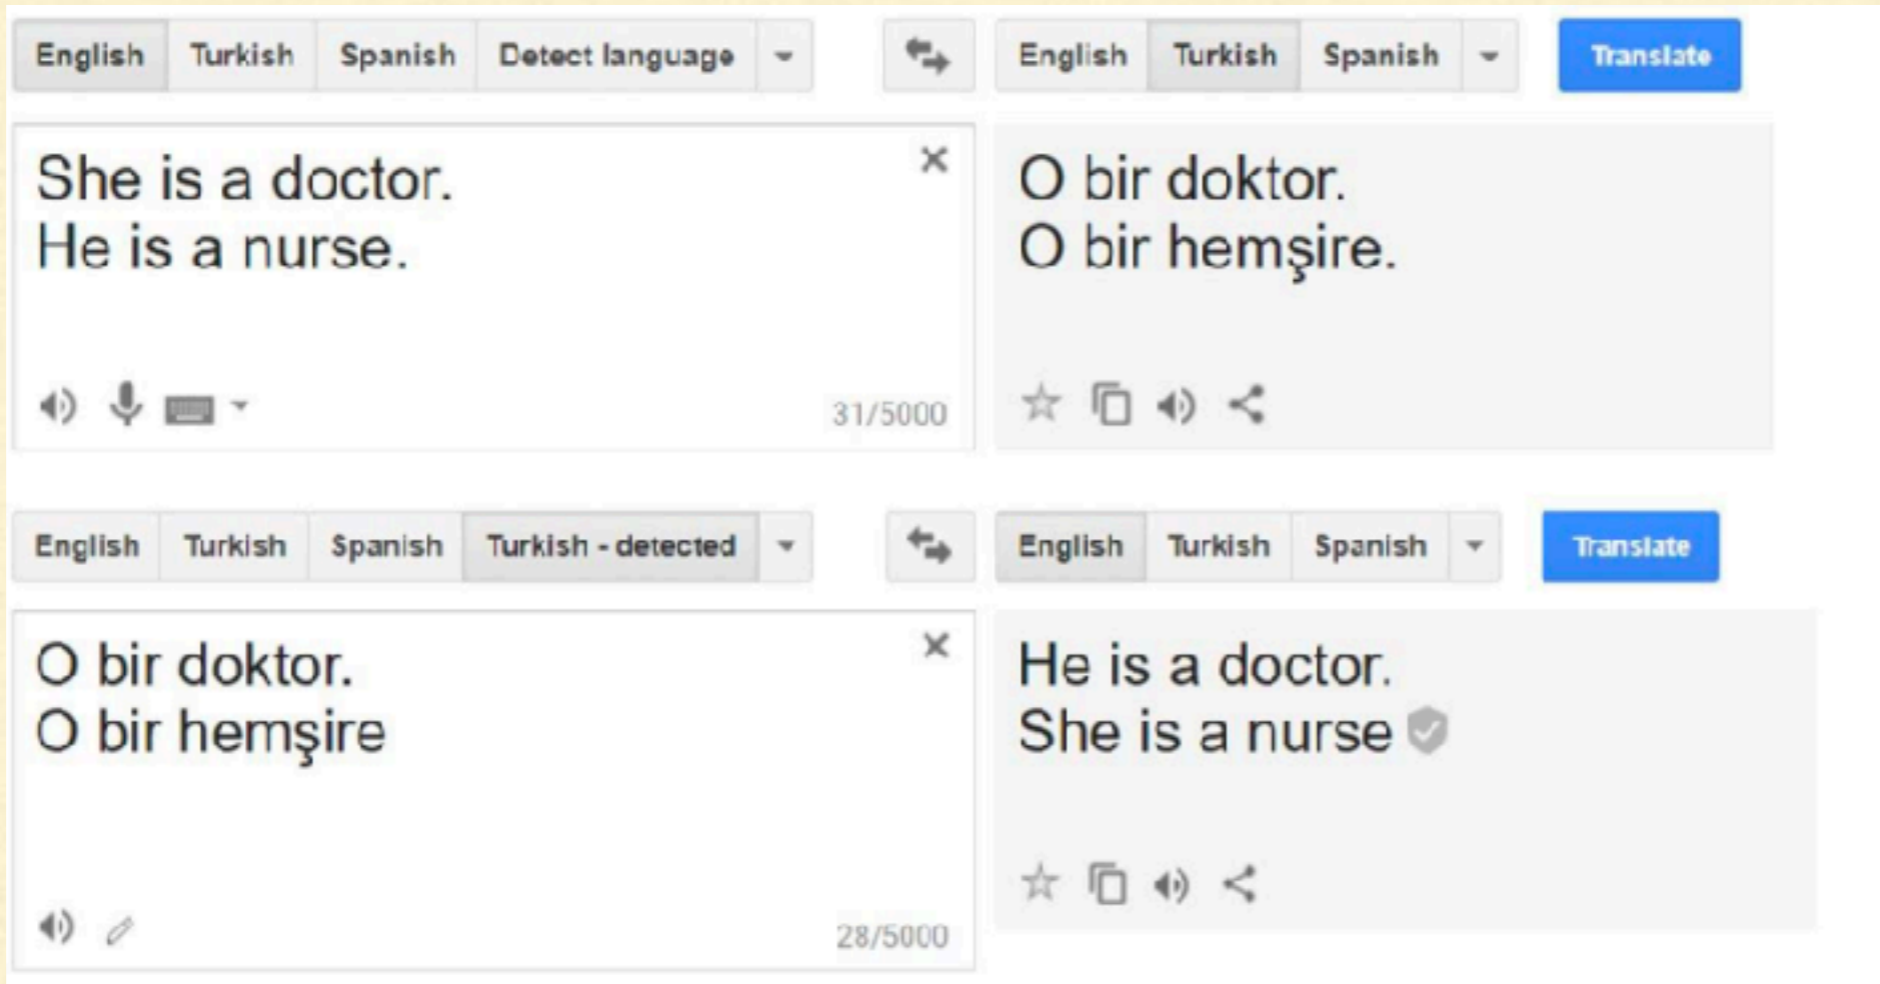 English Turkish Spanish Detect language English Turkish Spanish Translate
She is a doctor.
He is a nurse.
31/5000
O bir doktor.
O bir hemşire.
English Turkish Spanish Turkish - detected English Turkish Spanish Translate
O bir doktor.
O bir hemşire
28/5000
He is a doctor.
She is a nurse